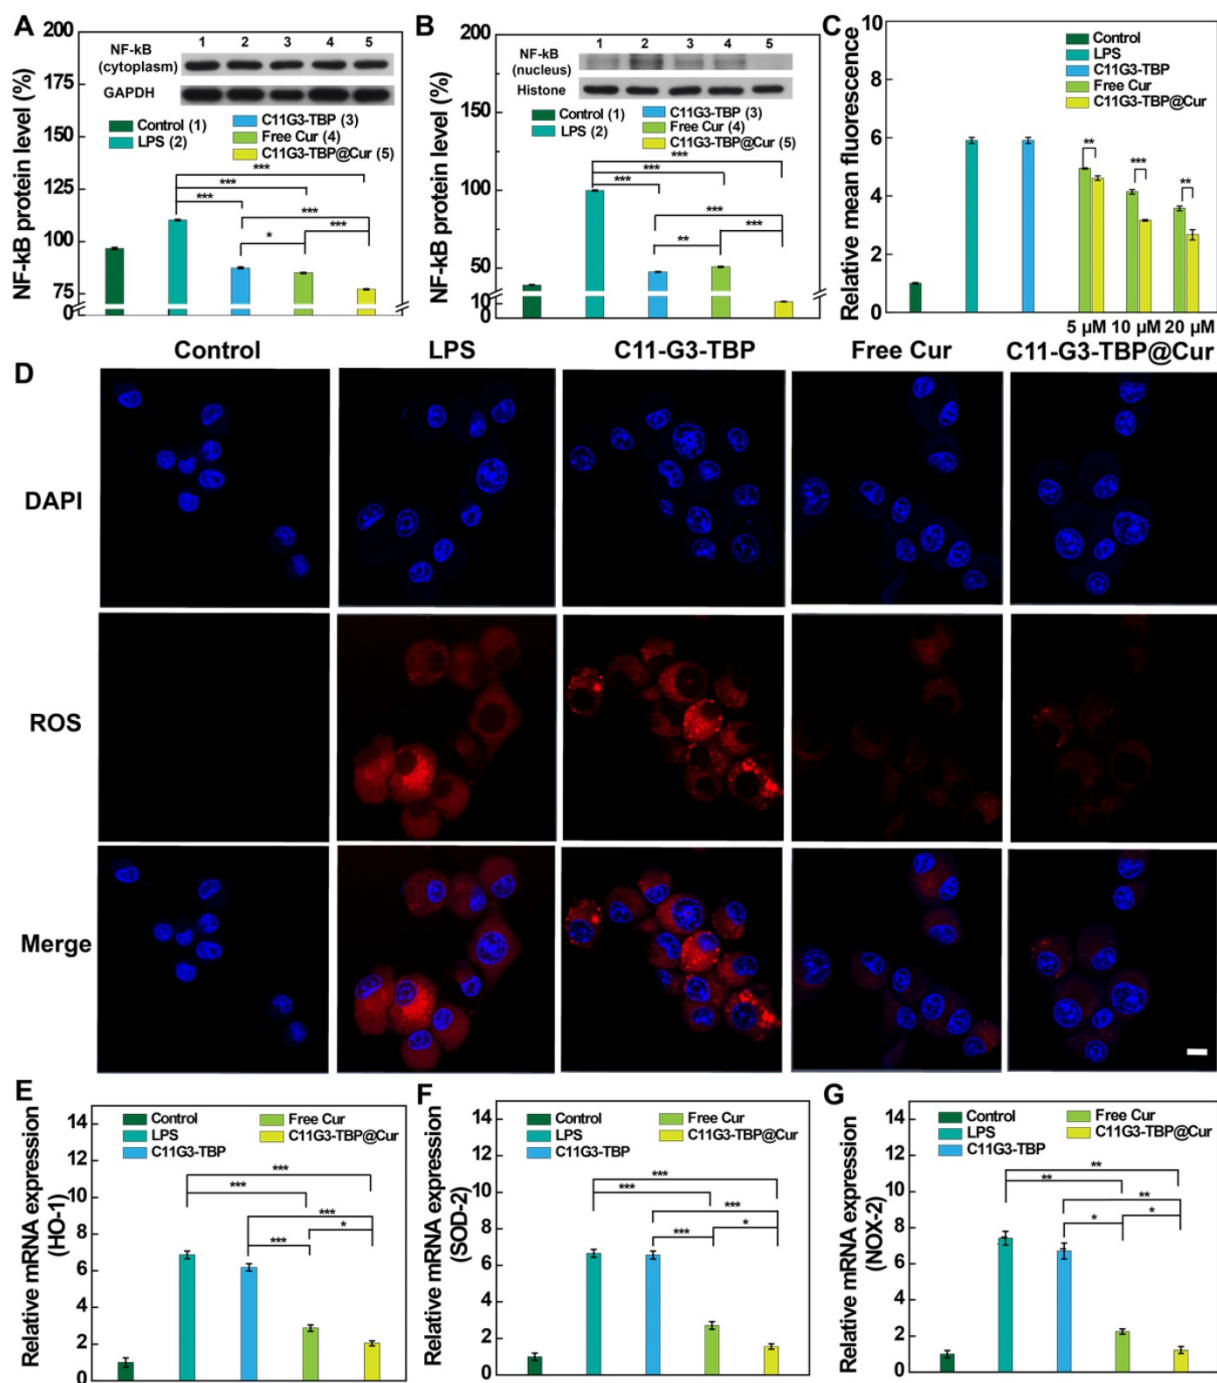 A
NF-kB protein level (%)
200
175
150
125
100
75
0
NF-kB
(cytoplasm)
1 2 3 4 5
GAPDH
Control (1)
LPS (2)
C11G3-TBP (3)
Free Cur (4)
C11G3-TBP@Cur (5)
***
***
***
***
***
*
B
NF-kB protein level (%)
200
150
100
50
10
0
NF-kB
(nucleus)
1 2 3 4 5
Histone
Control (1)
LPS (2)
C11G3-TBP (3)
Free Cur (4)
C11G3-TBP@Cur (5)
***
***
***
***
***
**
C
Relative mean fluorescence
10
8
6
4
2
0
Control
LPS
C11G3-TBP
Free Cur
C11G3-TBP@Cur
**
***
**
5 μM 10 μM 20 μM
D
Control LPS C11-G3-TBP Free Cur C11-G3-TBP@Cur
DAPI
ROS
Merge
E
Relative mRNA expression
(HO-1)
14
12
10
8
6
4
2
0
Control
LPS
C11G3-TBP
Free Cur
C11G3-TBP@Cur
***
***
***
*
***
F
Relative mRNA expression
(SOD-2)
14
12
10
8
6
4
2
0
Control
LPS
C11G3-TBP
Free Cur
C11G3-TBP@Cur
***
***
***
*
***
G
Relative mRNA expression
(NOX-2)
14
12
10
8
6
4
2
0
Control
LPS
C11G3-TBP
Free Cur
C11G3-TBP@Cur
**
**
**
*
*